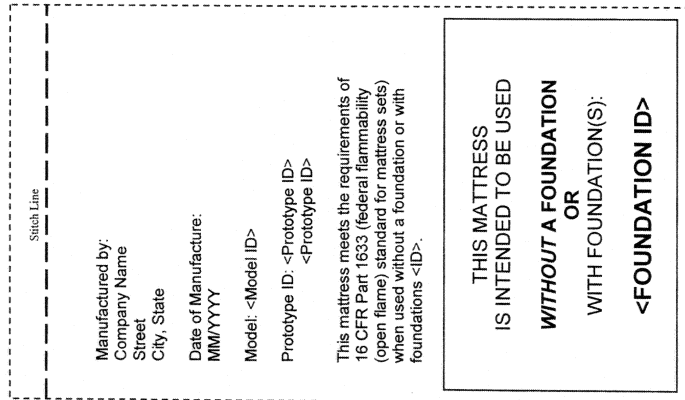 Stitch Line
Manufactured by:
Company Name
Street
City, State
Date of Manufacture:
MM/YYYY
Model: <Model ID>
Prototype ID: <Prototype ID>
<Prototype ID>
This mattress meets the requirements of
16 CFR Part 1633 (federal flammability
(open flame) standard for mattress sets)
when used without a foundation or with
foundations <ID>.
THIS MATTRESS
IS INTENDED TO BE USED
WITHOUT A FOUNDATION
OR
WITH FOUNDATION(S):
<FOUNDATION ID>